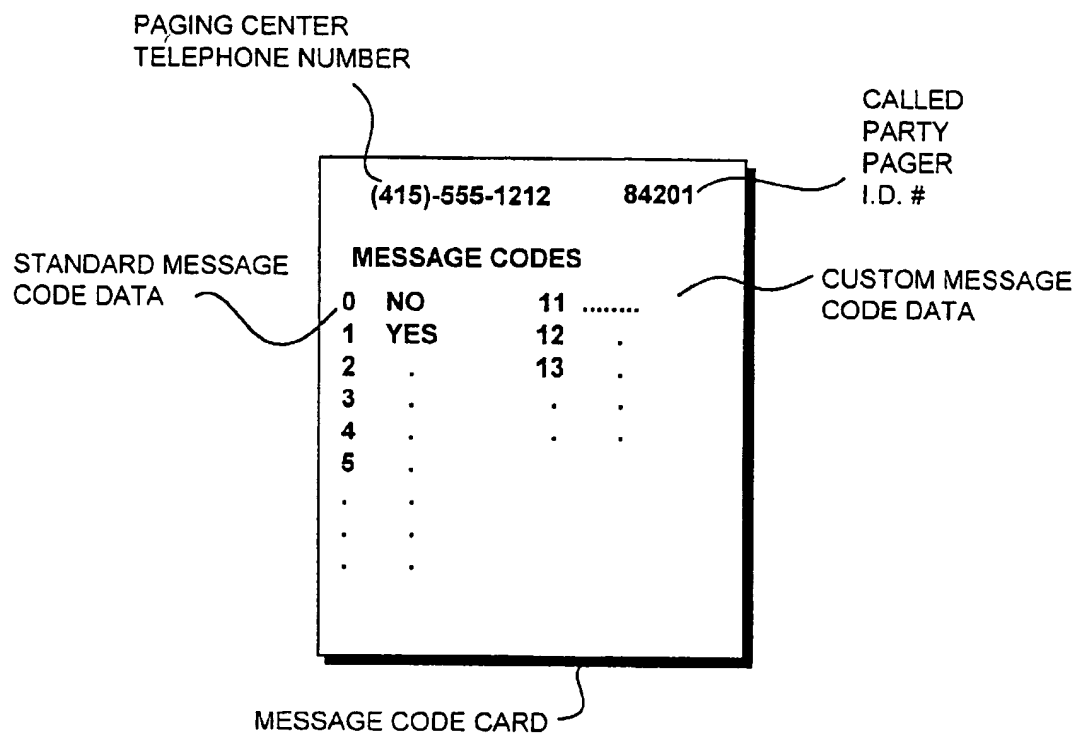 PAGING CENTER
TELEPHONE NUMBER
CALLED
PARTY
PAGER
I.D. #
(415)-555-1212 84201
MESSAGE CODES
STANDARD MESSAGE
CODE DATA
CUSTOM MESSAGE
CODE DATA
0 NO 11 ........
1 YES 12 .
2 . 13 .
3 . . .
4 . . .
5 .
. .
. .
. .
MESSAGE CODE CARD